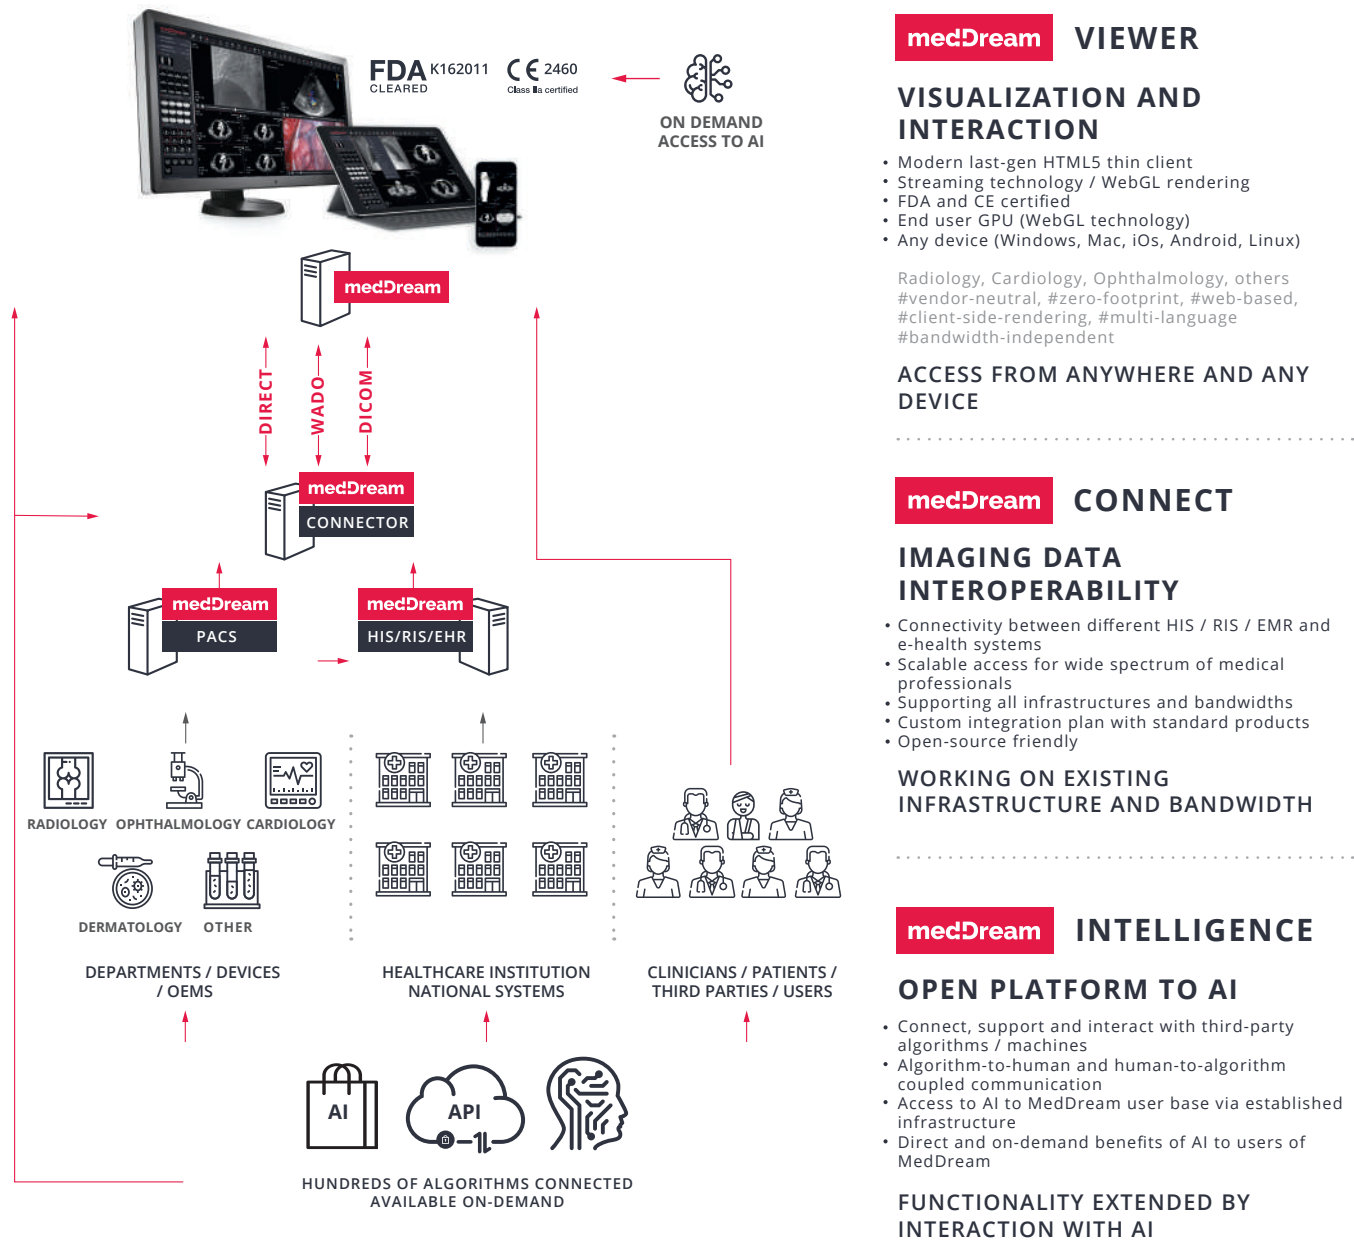 FDA K162011
CLEARED
CE 2460
Class IIa certified
ON DEMAND
ACCESS TO AI
medDream
DIRECT
WADO
DICOM
medDream
CONNECTOR
medDream
PACS
medDream
HIS/RIS/EHR
RADIOLOGY
OPHTHALMOLOGY
CARDIOLOGY
DERMATOLOGY
OTHER
DEPARTMENTS / DEVICES
/ OEMS
HEALTHCARE INSTITUTION
NATIONAL SYSTEMS
CLINICIANS / PATIENTS /
THIRD PARTIES / USERS
AI
API
HUNDREDS OF ALGORITHMS CONNECTED
AVAILABLE ON-DEMAND
medDream VIEWER
VISUALIZATION AND
INTERACTION
• Modern last-gen HTML5 thin client
• Streaming technology / WebGL rendering
• FDA and CE certified
• End user GPU (WebGL technology)
• Any device (Windows, Mac, iOs, Android, Linux)
Radiology, Cardiology, Ophthalmology, others
#vendor-neutral, #zero-footprint, #web-based,
#client-side-rendering, #multi-language
#bandwidth-independent
ACCESS FROM ANYWHERE AND ANY
DEVICE
medDream CONNECT
IMAGING DATA
INTEROPERABILITY
• Connectivity between different HIS / RIS / EMR and
e-health systems
• Scalable access for wide spectrum of medical
professionals
• Supporting all infrastructures and bandwidths
• Custom integration plan with standard products
• Open-source friendly
WORKING ON EXISTING
INFRASTRUCTURE AND BANDWIDTH
medDream INTELLIGENCE
OPEN PLATFORM TO AI
• Connect, support and interact with third-party
algorithms / machines
• Algorithm-to-human and human-to-algorithm
coupled communication
• Access to AI to MedDream user base via established
infrastructure
• Direct and on-demand benefits of AI to users of
MedDream
FUNCTIONALITY EXTENDED BY
INTERACTION WITH AI